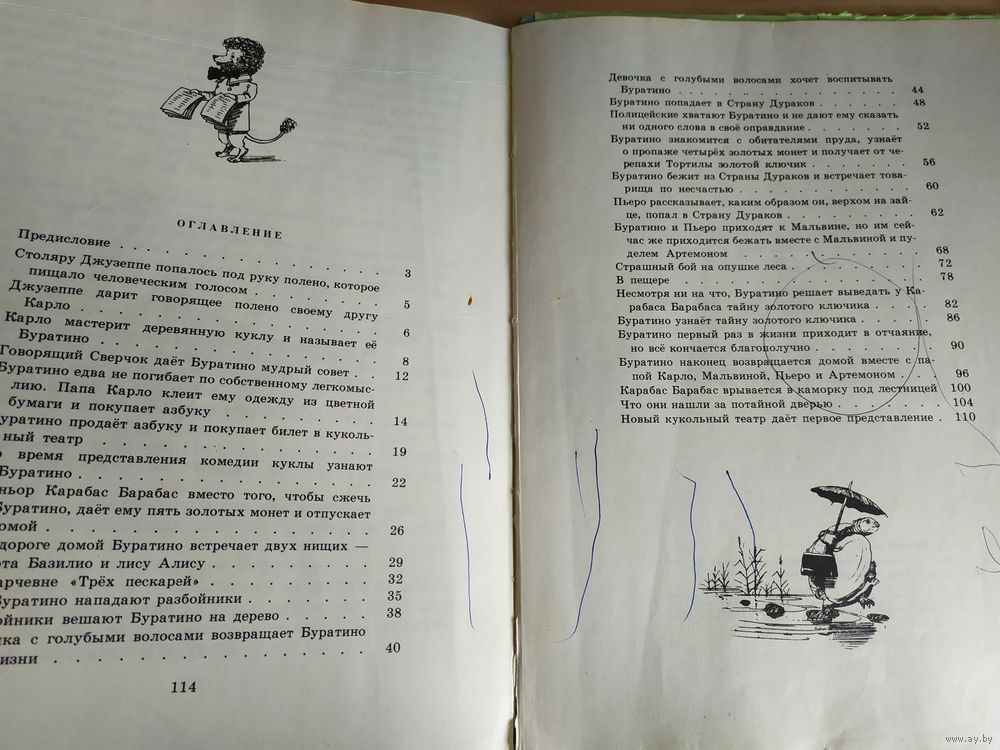 ОГЛАВЛЕНИЕ
Предисловие . . . . . . . . . . . . . . 3
Столяру Джузеппе попалось под руку полено, которое
пищало человеческим голосом . . . . . . . 5
Джузеппе дарит говорящее полено своему другу
Карло . . . . . . . . . . . . . . . . 6
Карло мастерит деревянную куклу и называет её
Буратино . . . . . . . . . . . . . . . 8
Говорящий Сверчок даёт Буратино мудрый совет . . 12
Буратино едва не погибает по собственному легкомыс-
лию. Папа Карло клеит ему одежду из цветной
бумаги и покупает азбуку . . . . . . . . 14
уратино продаёт азбуку и покупает билет в куколь-
ный театр . . . . . . . . . . . . . . 19
время представления комедии куклы узнают
Буратино . . . . . . . . . . . . . . . 22
ньор Карабас Барабас вместо того, чтобы сжечь
Буратино, даёт ему пять золотых монет и отпускает
омой . . . . . . . . . . . . . . . . 26
дороге домой Буратино встречает двух нищих —
та Базилио и лису Алису . . . . . . . . . 29
арчевне «Трёх пескарей» . . . . . . . . . 32
Буратино нападают разбойники . . . . . . . 35
ойники вешают Буратино на дерево . . . . . 38
ка с голубыми волосами возвращает Буратино
изни . . . . . . . . . . . . . . . . 40
114
Девочка с голубыми волосами хочет воспитывать
Буратино . . . . . . . . . . . . . . . 44
Буратино попадает в Страну Дураков . . . . . . 48
Полицейские хватают Буратино и не дают ему сказать
ни одного слова в своё оправдание . . . . . . 52
Буратино знакомится с обитателями пруда, узнаёт
о пропаже четырёх золотых монет и получает от че-
репахи Тортилы золотой ключик . . . . . . . 56
Буратино бежит из Страны Дураков и встречает това-
рища по несчастью . . . . . . . . . . . 60
Пьеро рассказывает, каким образом он, верхом на зай-
це, попал в Страну Дураков . . . . . . . . 62
Буратино и Пьеро приходят к Мальвине, но им сей-
час же приходится бежать вместе с Мальвиной и пу-
делем Артемоном . . . . . . . . . . . . 68
Страшный бой на опушке леса . . . . . . . . 72
В пещере . . . . . . . . . . . . . . . 78
Несмотря ни на что, Буратино решает выведать у Ка-
рабаса Барабаса тайну золотого ключика . . . . 82
Буратино узнаёт тайну золотого ключика . . . . . 86
Буратино первый раз в жизни приходит в отчаяние,
но всё кончается благополучно . . . . . . . 90
Буратино наконец возвращается домой вместе с па-
пой Карло, Мальвиной, Пьеро и Артемоном . . . . 96
Карабас Барабас врывается в каморку под лестницей 100
Что они нашли за потайной дверью . . . . . . . 104
Новый кукольный театр даёт первое представление . 110
www.ay.by